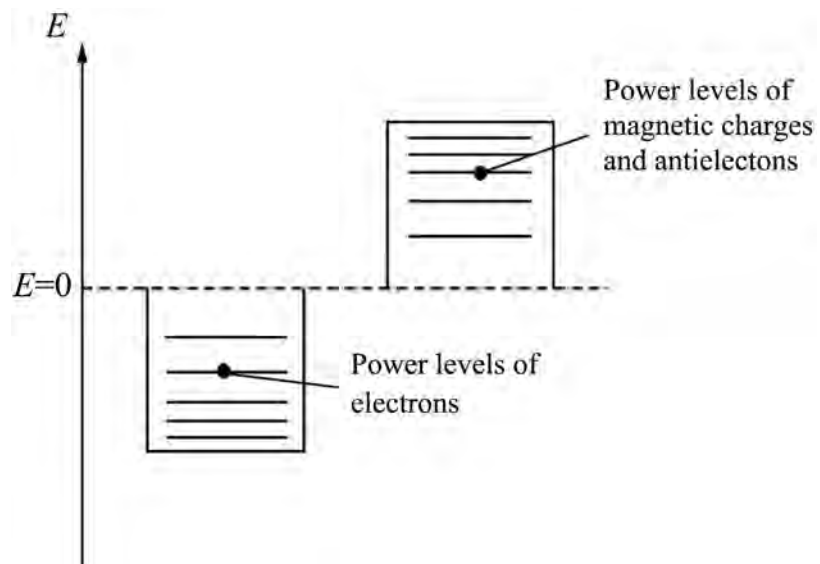 E
Power levels of
magnetic charges
and antielectons
E=0
Power levels of
electrons